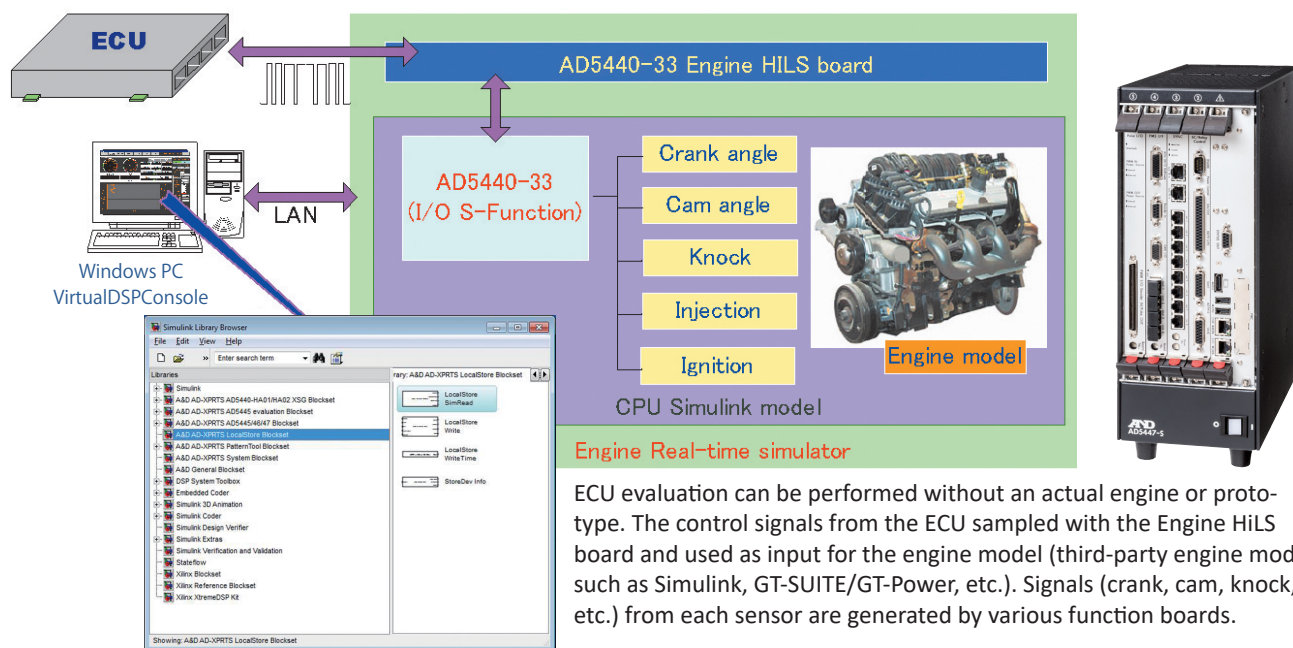 ECU
AD5440-33 Engine HILS board
AD5440-33
(I/O S-Function)
Crank angle
Cam angle
Knock
Injection
Ignition
Engine model
CPU Simulink model
Engine Real-time simulator
LAN
Windows PC
VirtualDSPConsole
Simulink Library Browser
File Edit View Help
» Enter search term
Libraries
Simulink
A&D AD-XPRTS AD5440-HA01/HA02 XSG Blockset
A&D AD-XPRTS AD5445 evaluation Blockset
A&D AD-XPRTS AD5445/46/47 Blockset
A&D AD-XPRTS LocalStore Blockset
A&D AD-XPRTS PatternTool Blockset
A&D AD-XPRTS System Blockset
A&D General Blockset
DSP System Toolbox
Embedded Coder
Simulink 3D Animation
Simulink Coder
Simulink Design Verifier
Simulink Extras
Simulink Verification and Validation
Stateflow
Xilinx Blockset
Xilinx Reference Blockset
Xilinx XtremeDSP Kit
rary: A&D AD-XPRTS LocalStore Blockset
LocalStore
SimRead
LocalStore
Write
LocalStore
WriteTime
StoreDev Info
Showing: A&D AD-XPRTS LocalStore Blockset
AND
AD5447-S
ECU evaluation can be performed without an actual engine or proto-
type. The control signals from the ECU sampled with the Engine HiLS
board and used as input for the engine model (third-party engine mod
such as Simulink, GT-SUITE/GT-Power, etc.). Signals (crank, cam, knock,
etc.) from each sensor are generated by various function boards.